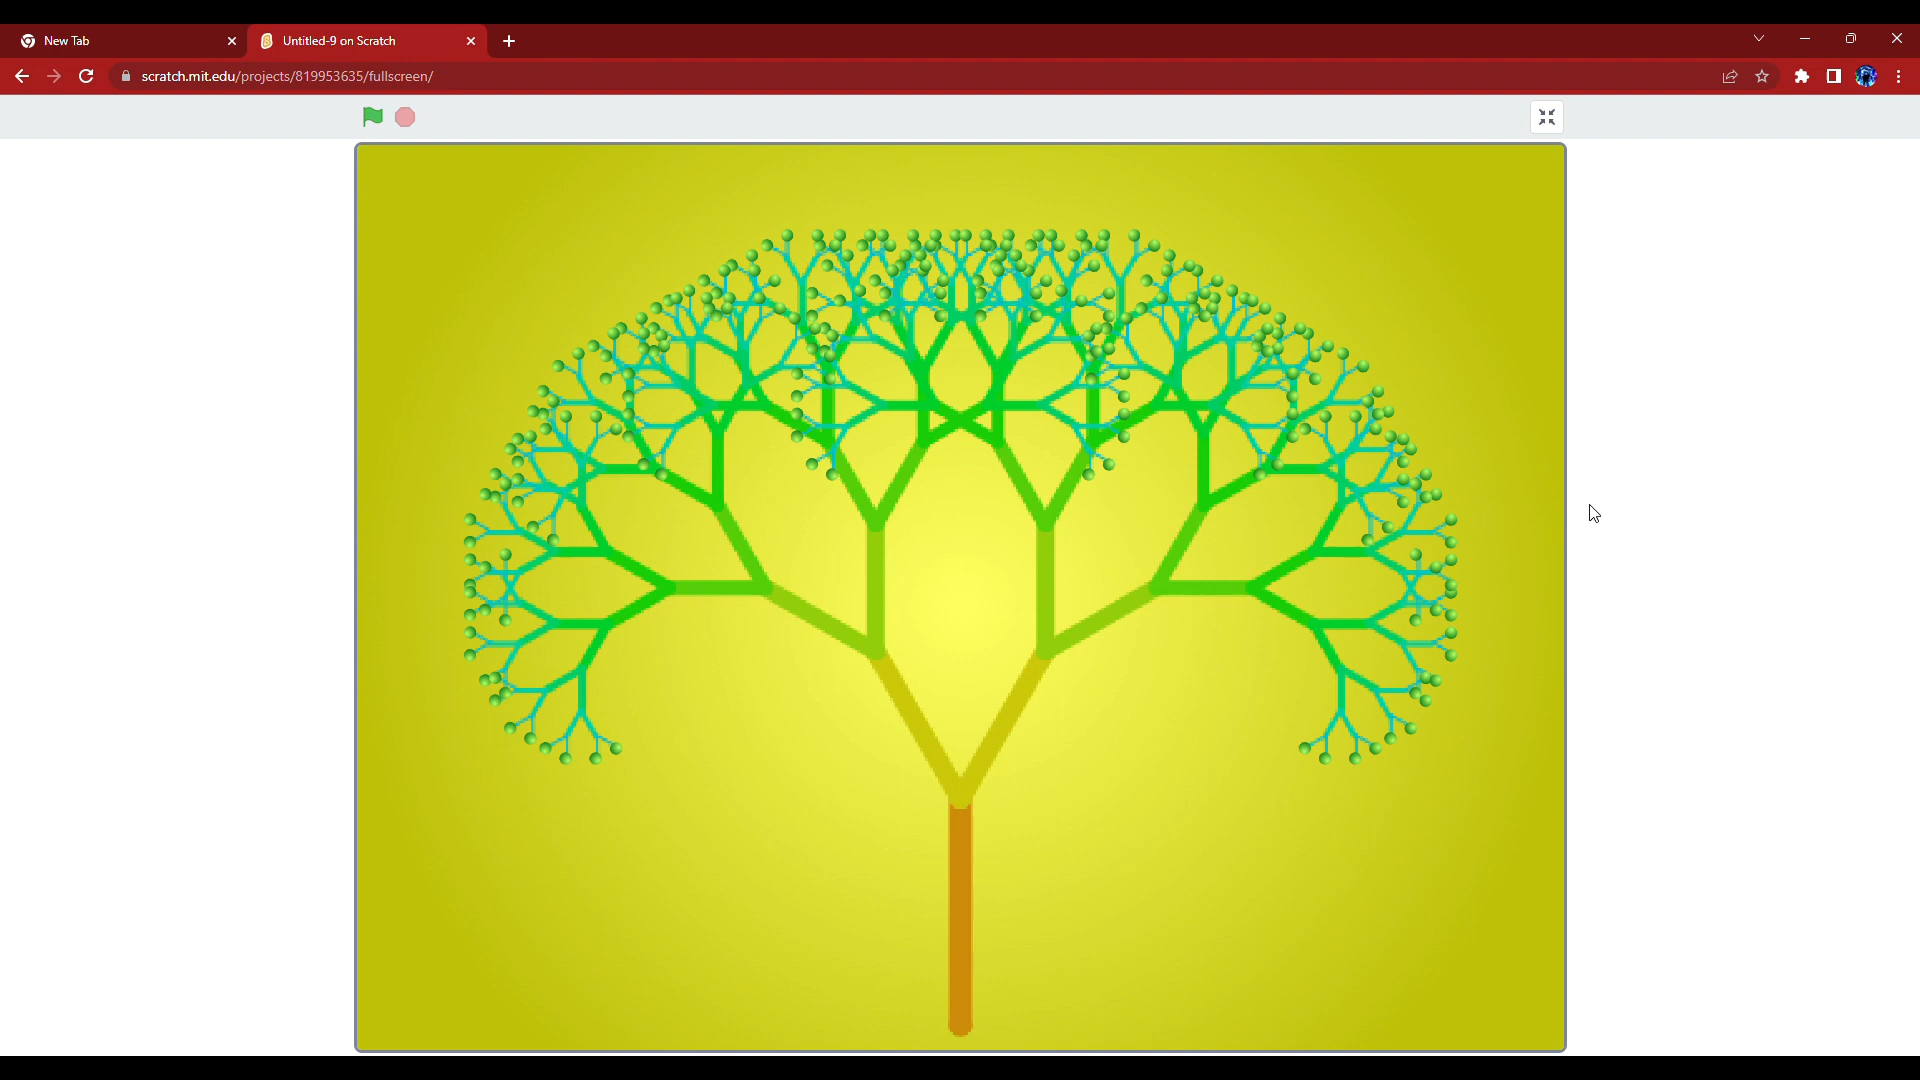 New Tab
Untitled-9 on Scratch
scratch.mit.edu/projects/819953635/fullscreen/